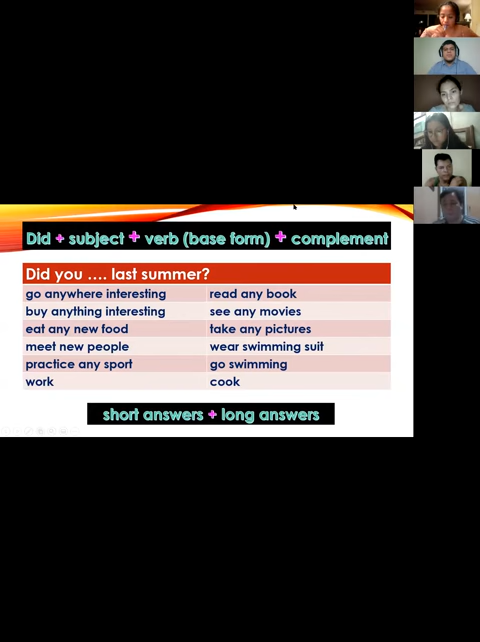 Did + subject + verb (base form) + complement
Did you .... last summer?
go anywhere interesting read any book
buy anything interesting see any movies
eat any new food take any pictures
meet new people wear swimming suit
practice any sport go swimming
work cook
short answers + long answers